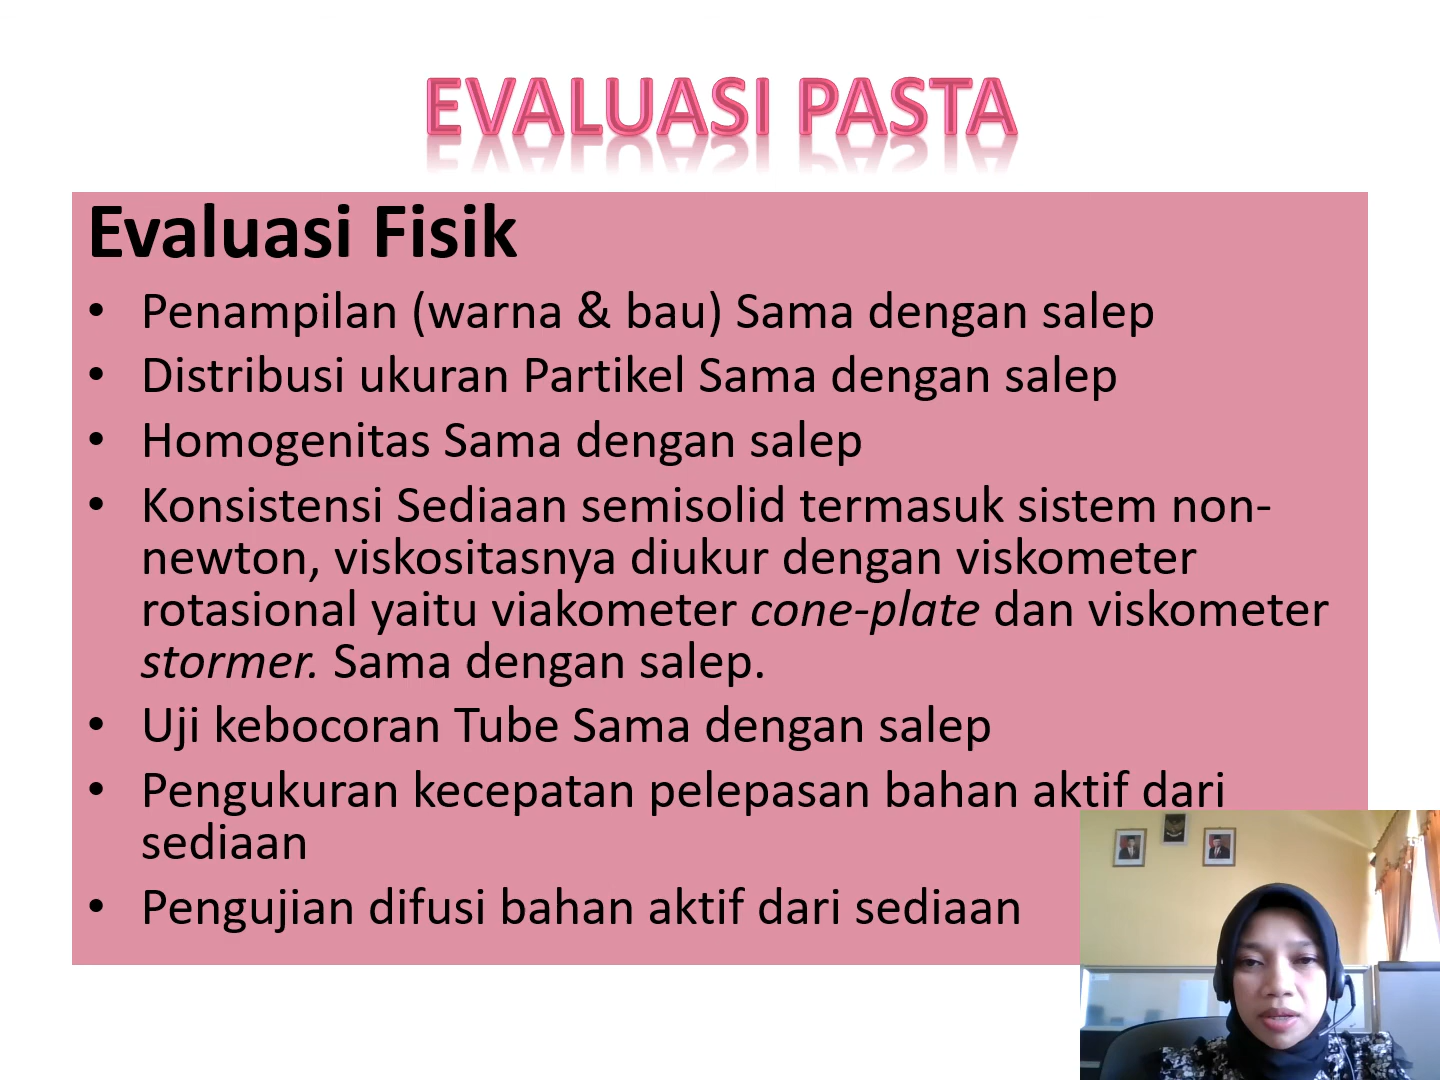 EVALUASI PASTA
Evaluasi Fisik
• Penampilan (warna & bau) Sama dengan salep
• Distribusi ukuran Partikel Sama dengan salep
• Homogenitas Sama dengan salep
• Konsistensi Sediaan semisolid termasuk sistem non-
newton, viskositasnya diukur dengan viskometer
rotasional yaitu viakometer cone-plate dan viskometer
stormer. Sama dengan salep.
• Uji kebocoran Tube Sama dengan salep
• Pengukuran kecepatan pelepasan bahan aktif dari
sediaan
• Pengujian difusi bahan aktif dari sediaan